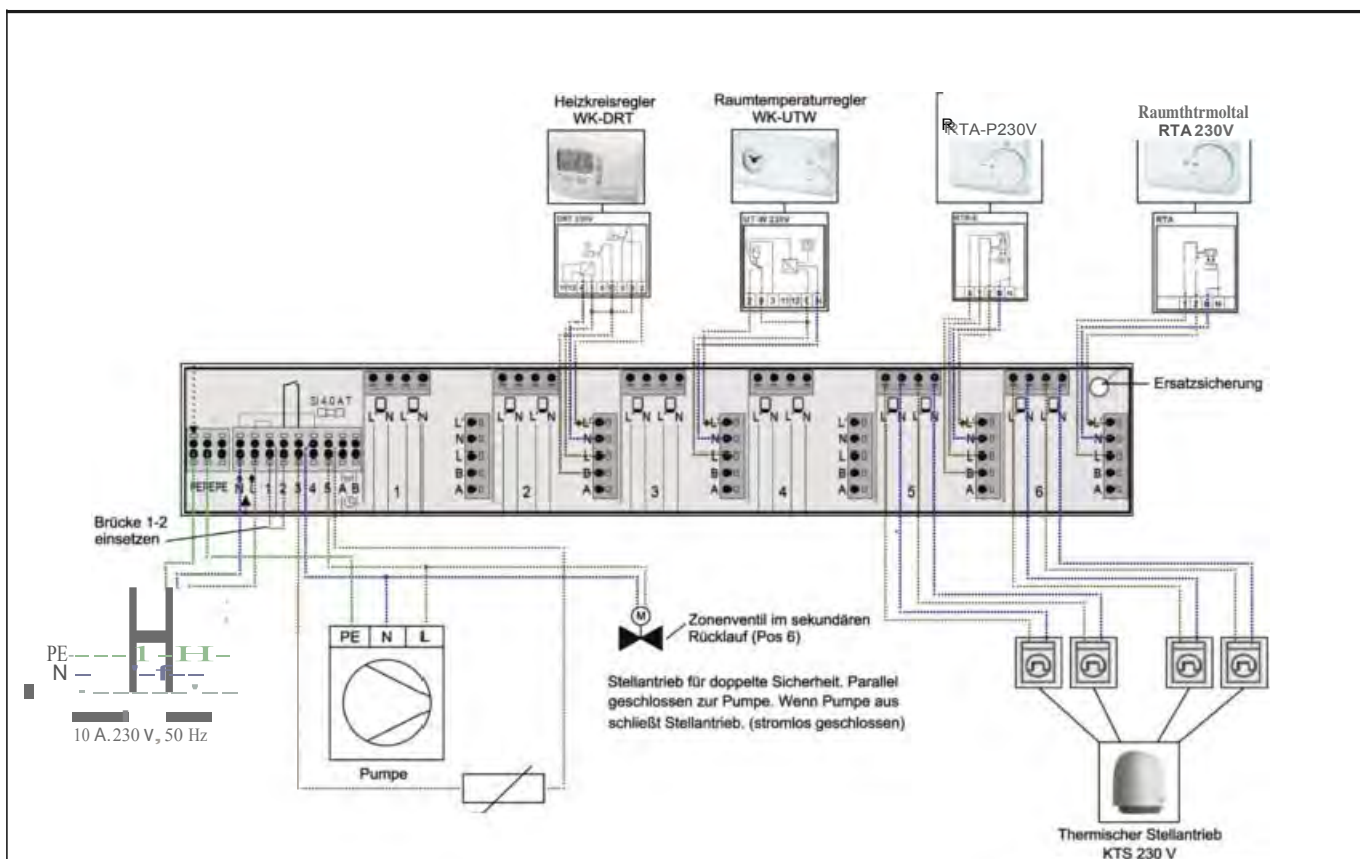 Heizkreisregler
WK-DRT
Raumtemperaturregler
WK-UTW
RTA-P230V
Raumthtrmoltal
RTA 230V
DRT 230V
UT-W 230V
RTA
Ersatzsicherung
SI 4.0 A T
L N L N
L N L N
L N L N
L N L N
L N L N
L N L N
L'
N
L
B
A
L'
N
L
B
A
L'
N
L
B
A
L'
N
L
B
A
L'
N
L
B
A
L'
N
L
B
A
PE PE PE N L 1 2 3 4 5 A B
1
2
3
4
5
6
Brücke 1-2
einsetzen
PE
N
10 A. 230 V, 50 Hz
PE N L
Pumpe
M
Zonenventil im sekundären
Rücklauf (Pos 6)
Stellantrieb für doppelte Sicherheit. Parallel
geschlossen zur Pumpe. Wenn Pumpe aus
schließt Stellantrieb. (stromlos geschlossen)
Thermischer Stellantrieb
KTS 230 V